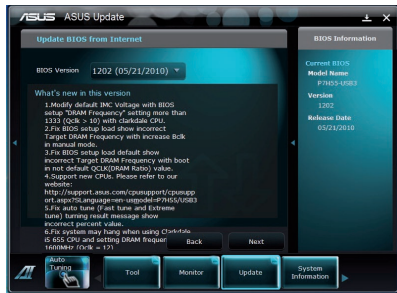 ASUS ASUS Update
Update BIOS from Internet
BIOS Version 1202 (05/21/2010)
What's new in this version
1.Modify default IMC Voltage with BIOS
setup "DRAM Frequency" setting more than
1333 (Qclk > 10) with clarkdale CPU.
2.Fix BIOS setup load show incorrect
Target DRAM Frequency with increase Bclk
in manual mode.
3.Fix BIOS setup load default show
incorrect Target DRAM Frequency with boot
in not default QCLK(DRAM Ratio) value.
4.Support new CPUs. Please refer to our
website:
http://support.asus.com/cpusupport/cpusupp
ort.aspx?SLanguage=en-us&model=P7H55/USB3
5.Fix auto tune (Fast tune and Extreme
tune) turning result message show
incorrect percent value.
6.Fix system may hang when using Clarkdale
i5 655 CPU and setting DRAM frequen
1600MHz (Qclk = 12)
Back
Next
BIOS Information
Current BIOS
Model Name
P7H55-USB3
Version
1202
Release Date
05/21/2010
Auto
Tuning
Tool
Monitor
Update
System
Information